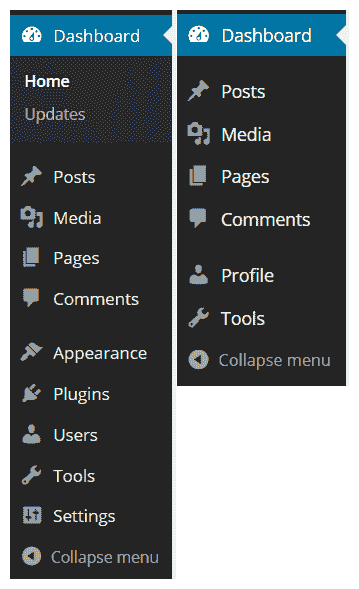 Dashboard
Home
Updates
Posts
Media
Pages
Comments
Appearance
Plugins
Users
Tools
Settings
Collapse menu
Dashboard
Posts
Media
Pages
Comments
Profile
Tools
Collapse menu